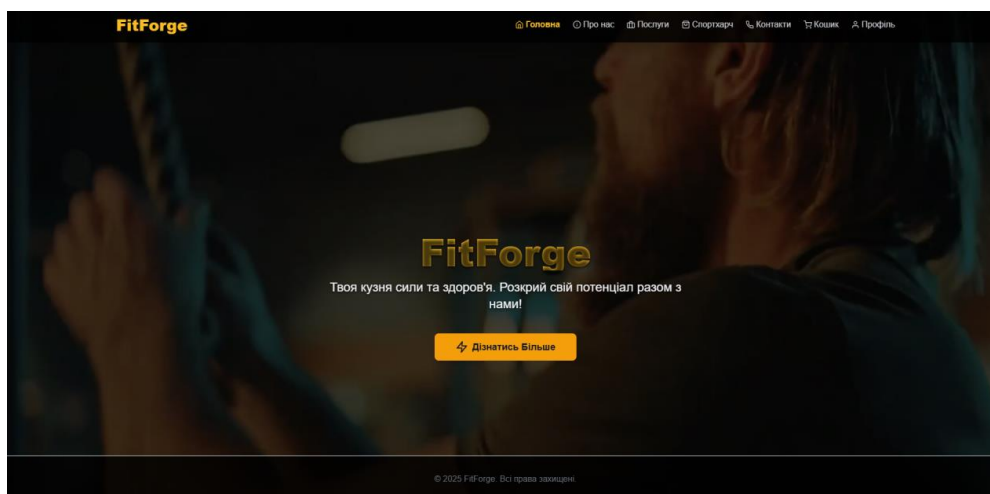 FitForge
Головна Про нас Послуги Спортхарч Контакти Кошик Профіль
FitForge
Твоя кузня сили та здоров'я. Розкрий свій потенціал разом з
нами!
Дізнатись Більше
© 2025 FitForge. Всі права захищені.